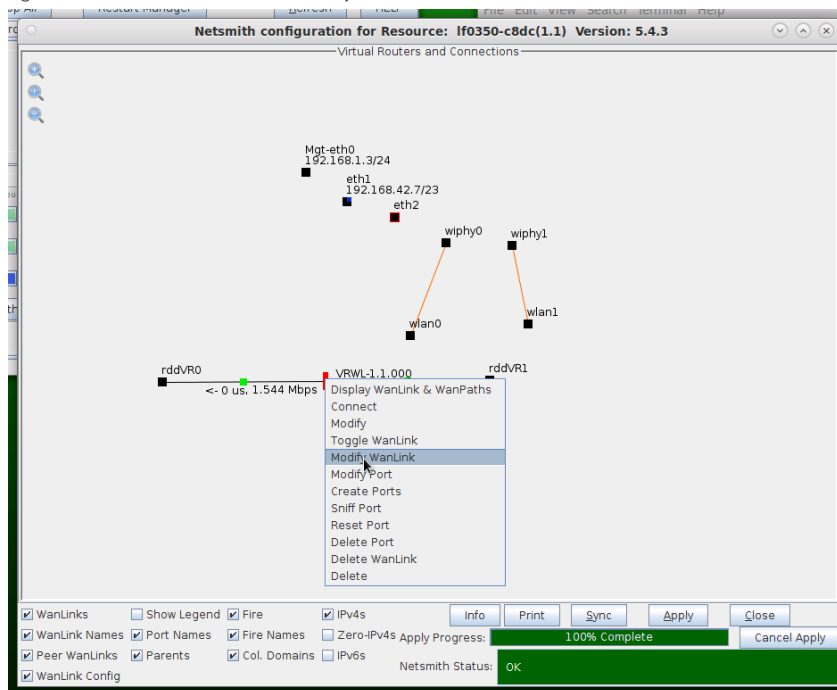 Restart Manager Refresh HELP File Edit View Search Terminal Help
Netsmith configuration for Resource: lf0350-c8dc(1.1) Version: 5.4.3
Virtual Routers and Connections
Mgt-eth0
192.168.1.3/24
eth1
192.168.42.7/23
eth2
wiphy0
wiphy1
wlan0
wlan1
rddVR0
VRWL-1.1.000
rddVR1
<- 0 us, 1.544 Mbps
Display WanLink & WanPaths
Connect
Modify
Toggle WanLink
Modify WanLink
Modify Port
Create Ports
Sniff Port
Reset Port
Delete Port
Delete WanLink
Delete
WanLinks Show Legend Fire IPv4s Info Print Sync Apply Close
WanLink Names Port Names Fire Names Zero-IPv4s Apply Progress: 100% Complete Cancel Apply
Peer WanLinks Parents Col. Domains IPv6s
Netsmith Status: OK
WanLink Config